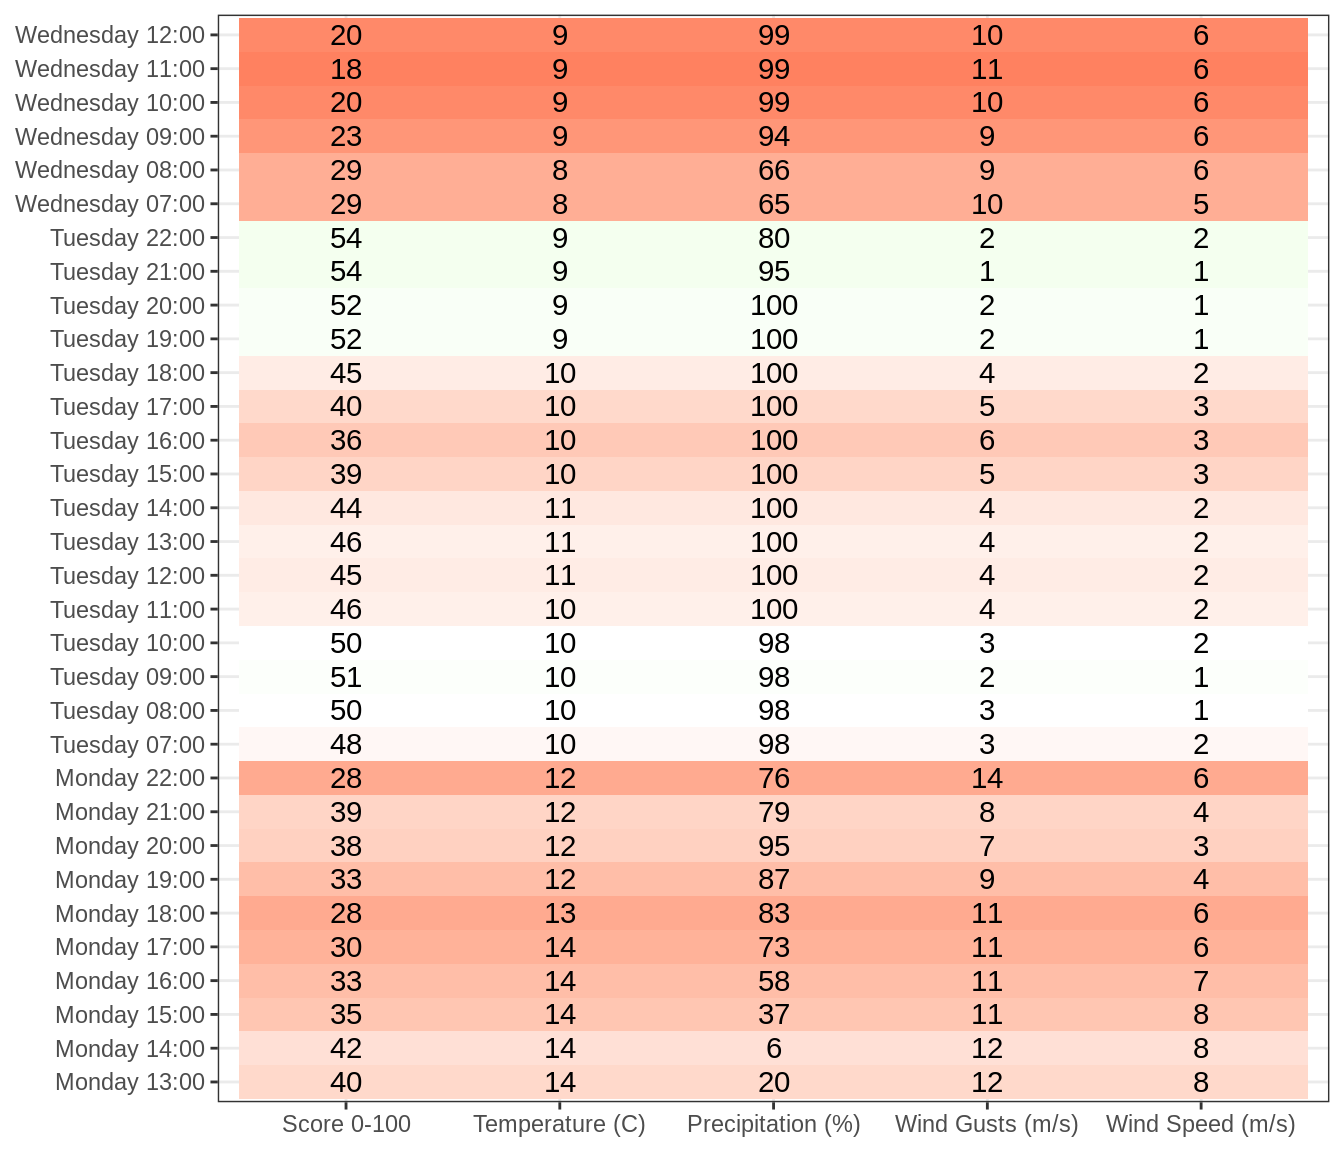 Wednesday 12:00 20 9 99 10 6
Wednesday 11:00 18 9 99 11 6
Wednesday 10:00 20 9 99 10 6
Wednesday 09:00 23 9 94 9 6
Wednesday 08:00 29 8 66 9 6
Wednesday 07:00 29 8 65 10 5
Tuesday 22:00 54 9 80 2 2
Tuesday 21:00 54 9 95 1 1
Tuesday 20:00 52 9 100 2 1
Tuesday 19:00 52 9 100 2 1
Tuesday 18:00 45 10 100 4 2
Tuesday 17:00 40 10 100 5 3
Tuesday 16:00 36 10 100 6 3
Tuesday 15:00 39 10 100 5 3
Tuesday 14:00 44 11 100 4 2
Tuesday 13:00 46 11 100 4 2
Tuesday 12:00 45 11 100 4 2
Tuesday 11:00 46 10 100 4 2
Tuesday 10:00 50 10 98 3 2
Tuesday 09:00 51 10 98 2 1
Tuesday 08:00 50 10 98 3 1
Tuesday 07:00 48 10 98 3 2
Monday 22:00 28 12 76 14 6
Monday 21:00 39 12 79 8 4
Monday 20:00 38 12 95 7 3
Monday 19:00 33 12 87 9 4
Monday 18:00 28 13 83 11 6
Monday 17:00 30 14 73 11 6
Monday 16:00 33 14 58 11 7
Monday 15:00 35 14 37 11 8
Monday 14:00 42 14 6 12 8
Monday 13:00 40 14 20 12 8
Score 0-100 Temperature (C) Precipitation (%) Wind Gusts (m/s) Wind Speed (m/s)